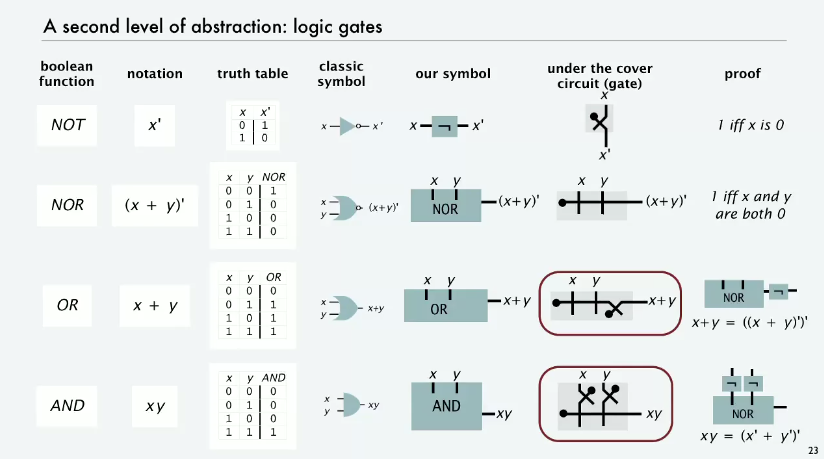 A second level of abstraction: logic gates
boolean function
notation
truth table
classic symbol
our symbol
under the cover circuit (gate)
proof
NOT
x'
x x'
0 1
1 0
x x'
x ¬ x'
x
x'
1 iff x is 0
NOR
(x + y)'
x y NOR
0 0 1
0 1 0
1 0 0
1 1 0
x
y
(x+y)'
x y
NOR
(x+y)'
x y
(x+y)'
1 iff x and y
are both 0
OR
x + y
x y OR
0 0 0
0 1 1
1 0 1
1 1 1
x
y
x+y
x y
OR
x+y
x y
x+y
NOR ¬
x+y = ((x + y)')'
AND
xy
x y AND
0 0 0
0 1 0
1 0 0
1 1 1
x
y
xy
x y
AND
xy
x y
xy
¬ ¬
NOR
xy = (x' + y')'
23